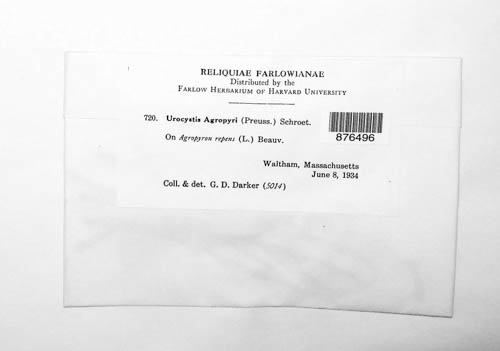 RELIQUIAE FARLOWIANAE
Distributed by the
FARLOW HERBARIUM OF HARVARD UNIVERSITY
720. Urocystis Agropyri (Preuss.) Schroet.
876496
On Agropyron repens (L.) Beauv.
Waltham, Massachusetts
June 8, 1934
Coll. & det. G. D. Darker (5014)